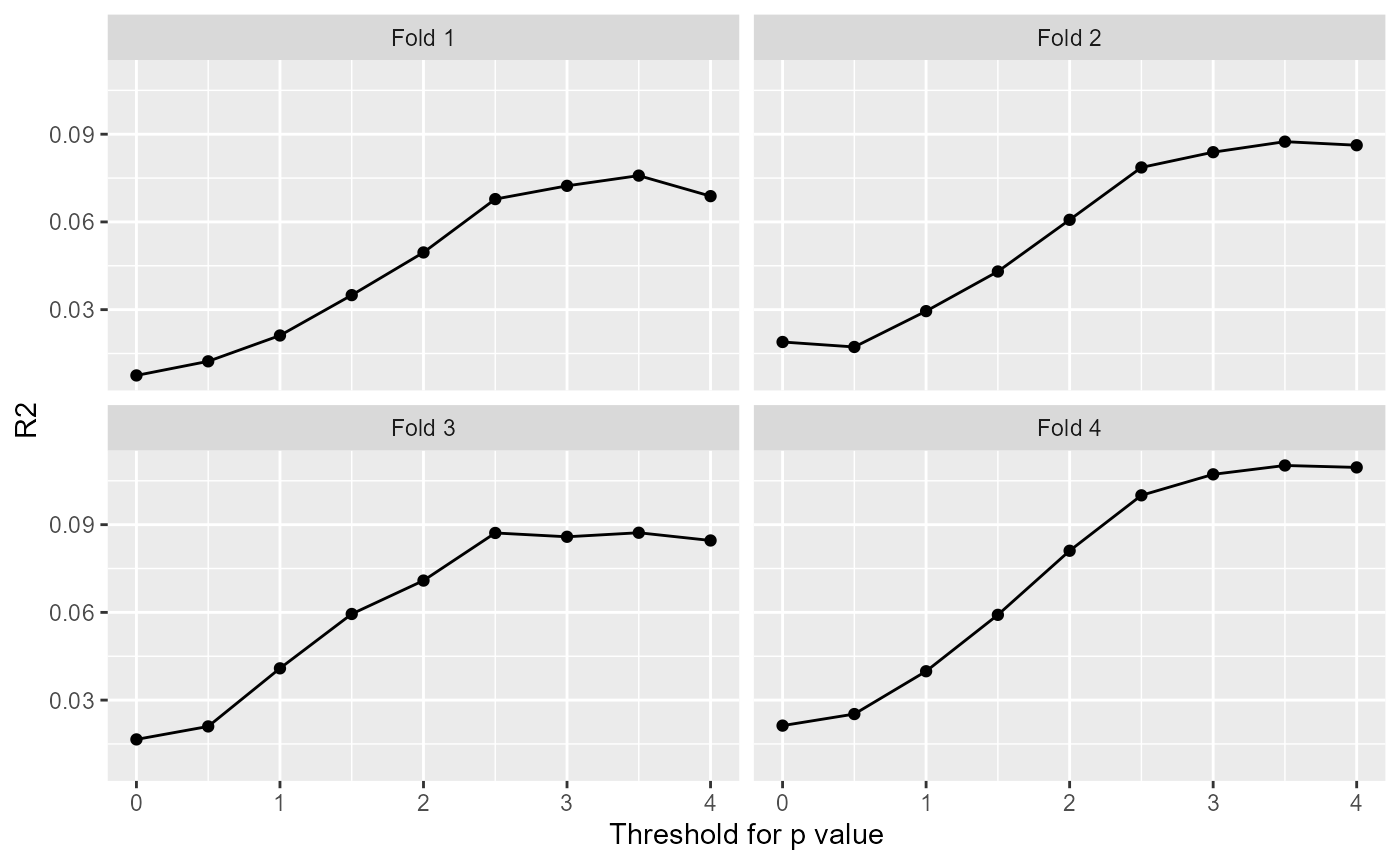 Fold 1
Fold 2
0.09
0.06
0.03
R2
Fold 3
Fold 4
0.09
0.06
0.03
0 1 2 3 4
0 1 2 3 4
Threshold for p value